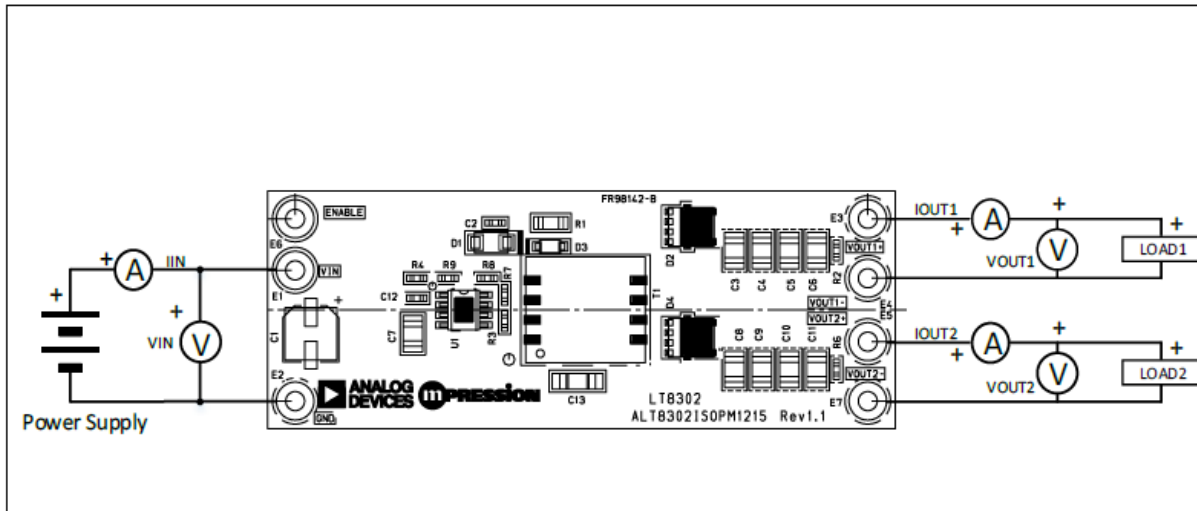 FR98142-B
ENABLE
E6
VIN
E1
C1
+
E2
GND
C2
R1
D1
D3
R4
R9
R8
R7
C12
C7
U1
R3
T1
C13
D2
C3
C4
C5
C6
R2
E3
VOUT1+
VOUT1-
VOUT2+
E4
E5
D4
C8
C9
C10
C11
R6
VOUT2-
E7
ANALOG
DEVICES
mPRESSION
LT8302
ALT8302ISOPM1215 Rev1.1
+
A
IIN
+
VIN
+
V
Power Supply
IOUT1
+
A
+
+
V
VOUT1
+
LOAD1
IOUT2
+
A
+
+
V
VOUT2
+
LOAD2